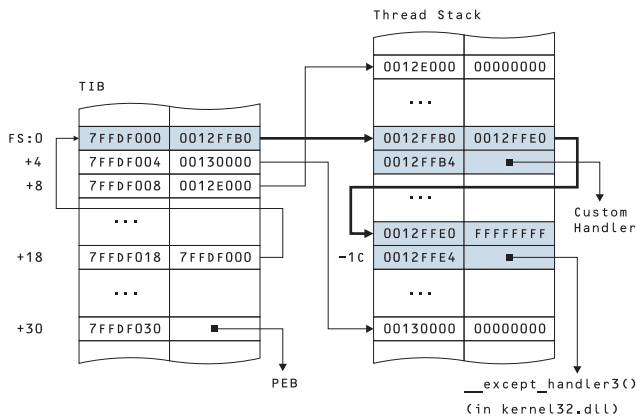 Thread Stack
0012E000 00000000
...
TIB
FS:0 7FFDF000 0012FFB0
0012FFB0 0012FFE0
+4 7FFDF004 00130000
0012FFB4
+8 7FFDF008 0012E000
...
...
Custom
Handler
0012FFE0 FFFFFFFF
+18 7FFDF018 7FFDF000
-1C 0012FFE4
...
...
+30 7FFDF030
00130000 00000000
PEB
__except_handler3()
(in kernel32.dll)